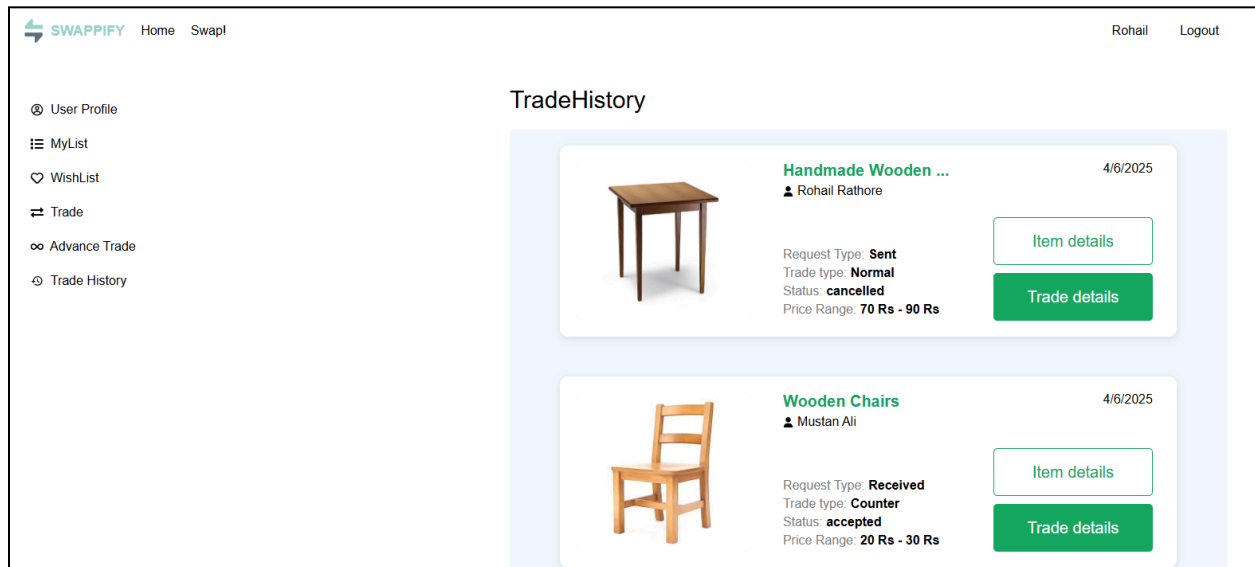 SWAPPIFY Home Swap! Rohail Logout
User Profile
MyList
WishList
Trade
Advance Trade
Trade History
TradeHistory
Handmade Wooden ... 4/6/2025
Rohail Rathore
Request Type: Sent
Trade type: Normal
Status: cancelled
Price Range: 70 Rs - 90 Rs
Item details
Trade details
Wooden Chairs 4/6/2025
Mustan Ali
Request Type: Received
Trade type: Counter
Status: accepted
Price Range: 20 Rs - 30 Rs
Item details
Trade details